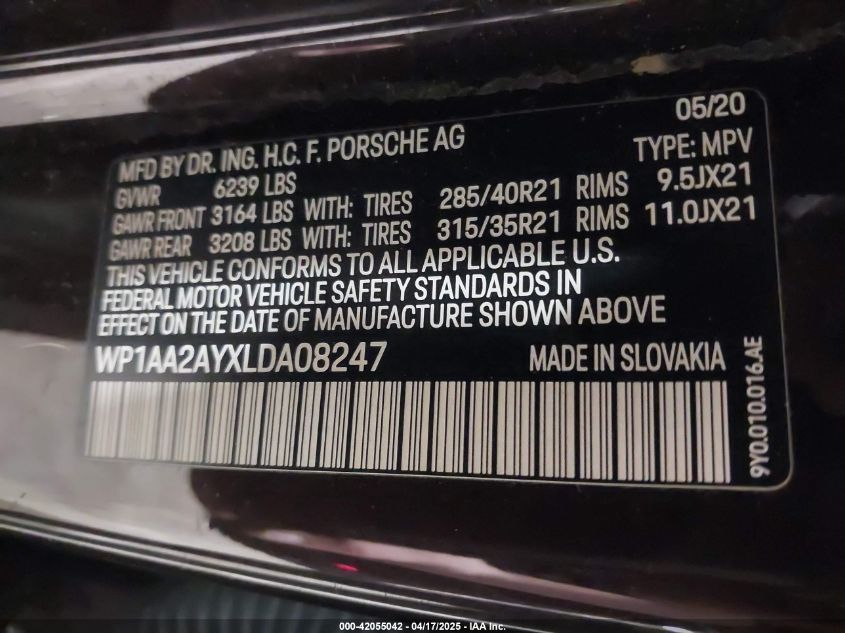 05/20
MFD BY DR. ING. H.C. F. PORSCHE AG TYPE: MPV
GVWR 6239 LBS
GAWR FRONT 3164 LBS WITH: TIRES 285/40R21 RIMS 9.5JX21
GAWR REAR 3208 LBS WITH: TIRES 315/35R21 RIMS 11.0JX21
THIS VEHICLE CONFORMS TO ALL APPLICABLE U.S.
FEDERAL MOTOR VEHICLE SAFETY STANDARDS IN
EFFECT ON THE DATE OF MANUFACTURE SHOWN ABOVE
WP1AA2AYXLDA08247 MADE IN SLOVAKIA
9Y0.010.016.AE
000-42055042 - 04/17/2025 - IAA Inc.